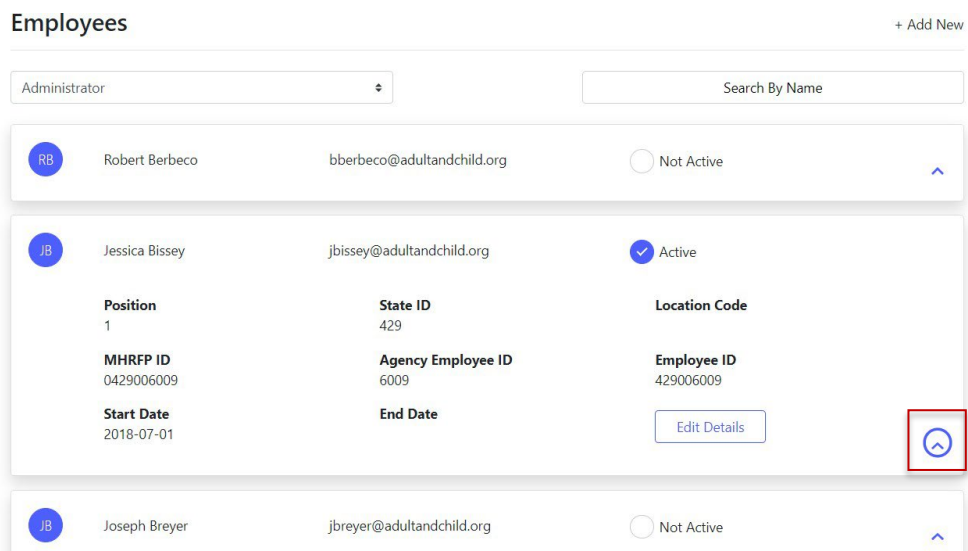 Employees
+ Add New
Administrator
Search By Name
RB Robert Berbeco bberbeco@adultandchild.org Not Active
JB Jessica Bissey jbissey@adultandchild.org Active
Position State ID Location Code
1 429
MHRFP ID Agency Employee ID Employee ID
0429006009 6009 429006009
Start Date End Date
2018-07-01
Edit Details
JB Joseph Breyer jbreyer@adultandchild.org Not Active